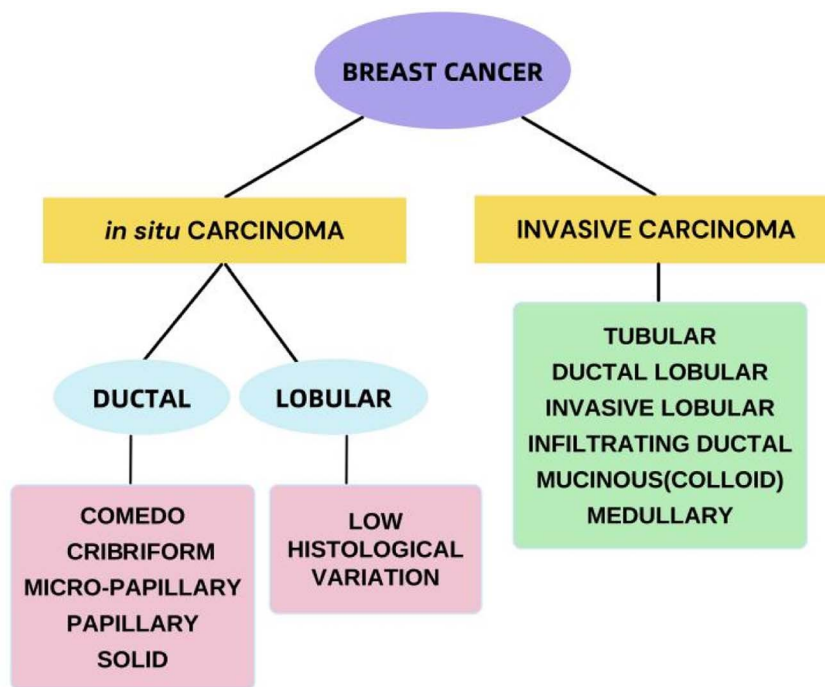 BREAST CANCER
in situ CARCINOMA
INVASIVE CARCINOMA
DUCTAL
LOBULAR
COMEDO
CRIBRIFORM
MICRO-PAPILLARY
PAPILLARY
SOLID
LOW
HISTOLOGICAL
VARIATION
TUBULAR
DUCTAL LOBULAR
INVASIVE LOBULAR
INFILTRATING DUCTAL
MUCINOUS(COLLOID)
MEDULLARY